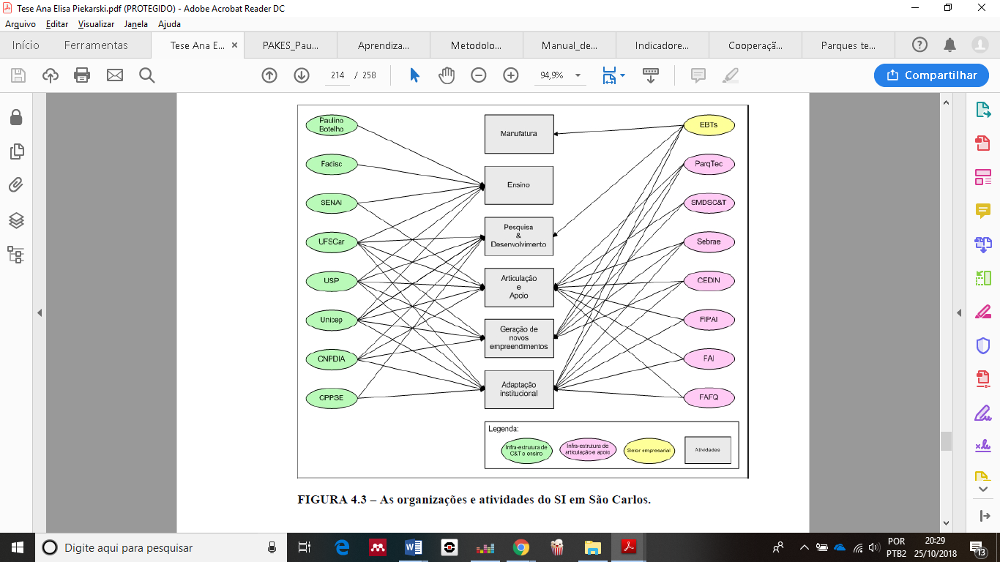 Tese Ana Elisa Piekarski.pdf (PROTEGIDO) - Adobe Acrobat Reader DC
Arquivo Editar Visualizar Janela Ajuda
Início Ferramentas Tese Ana E... × PAKES_Pau... Aprendiza... Metodolo... Manual_de... Indicadore... Cooperaçã... Parques te...
214 / 258 94,9% Compartilhar
Paulino
Botelho
Fadisc
SENAI
UFSCar
USP
Unicep
CNPDIA
CPPSE
Manufatura
Ensino
Pesquisa
&
Desenvolvimento
Articulação
e
Apoio
Geração de
novos
empreendimentos
Adaptação
institucional
EBTs
ParqTec
SMDSC&T
Sebrae
CEDIN
FIPAI
FAI
FAFQ
Legenda:
Infra-estrutura de
C&T e ensino
Infra-estrutura de
articulação e apoio
Setor empresarial
Atividades
FIGURA 4.3 – As organizações e atividades do SI em São Carlos.
Digite aqui para pesquisar
POR
PTB2
20:29
25/10/2018
13